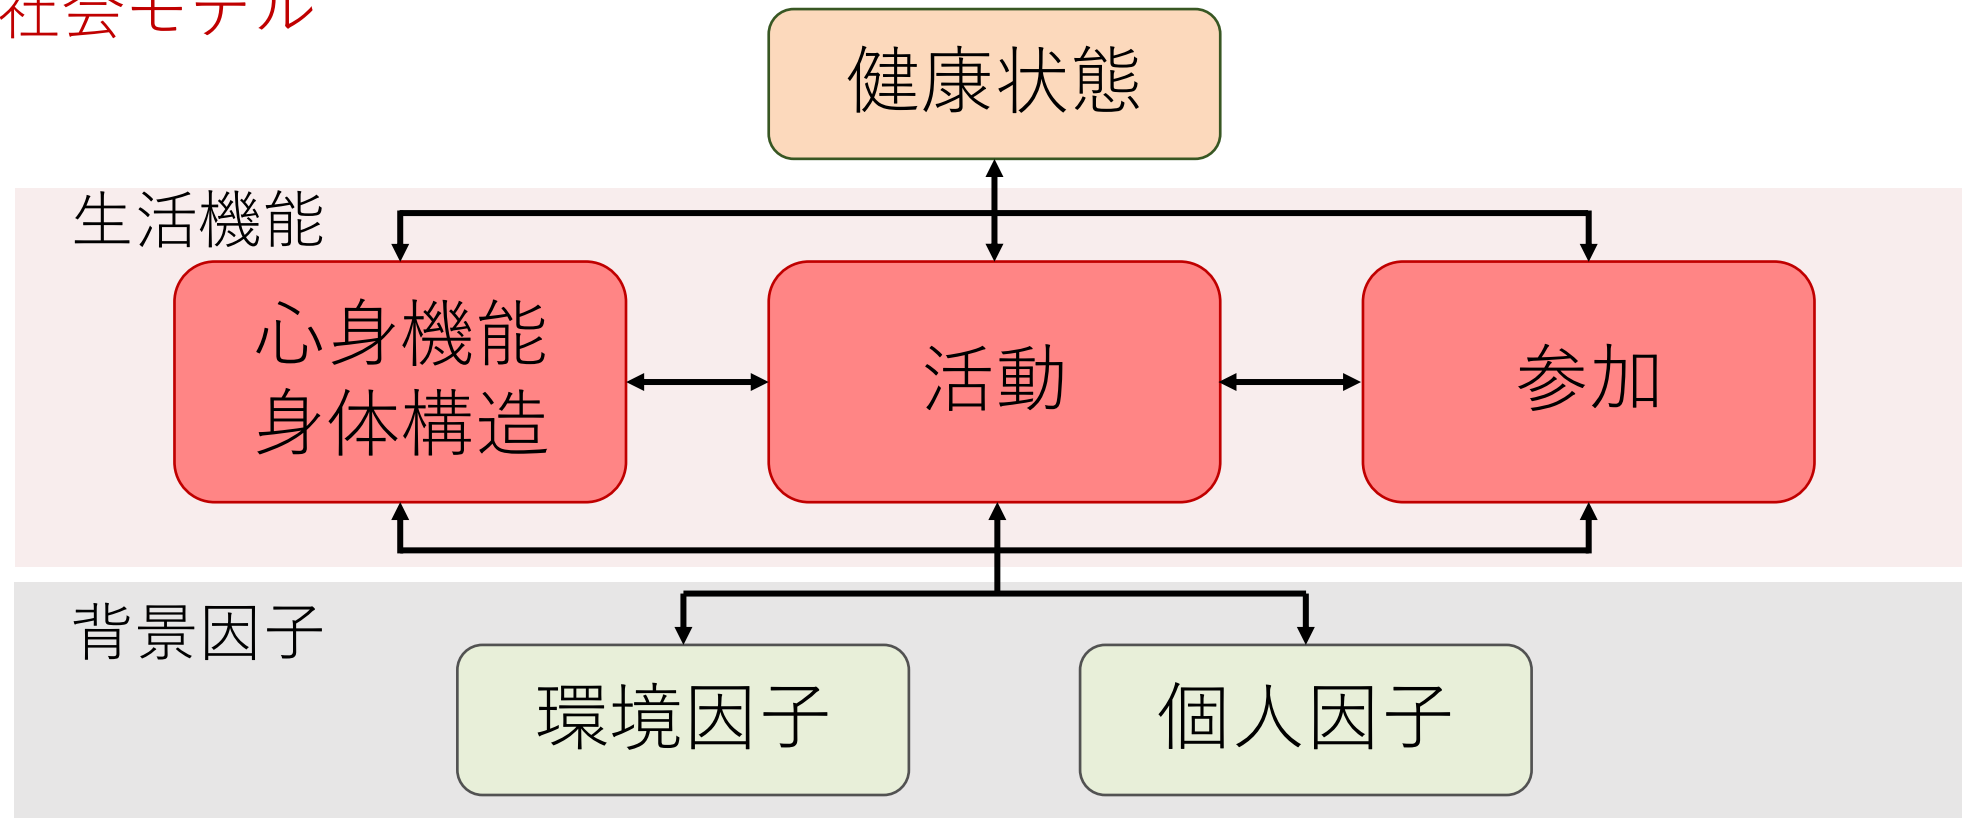 社会モデル
健康状態
生活機能
心身機能
身体構造
活動
参加
背景因子
環境因子
個人因子